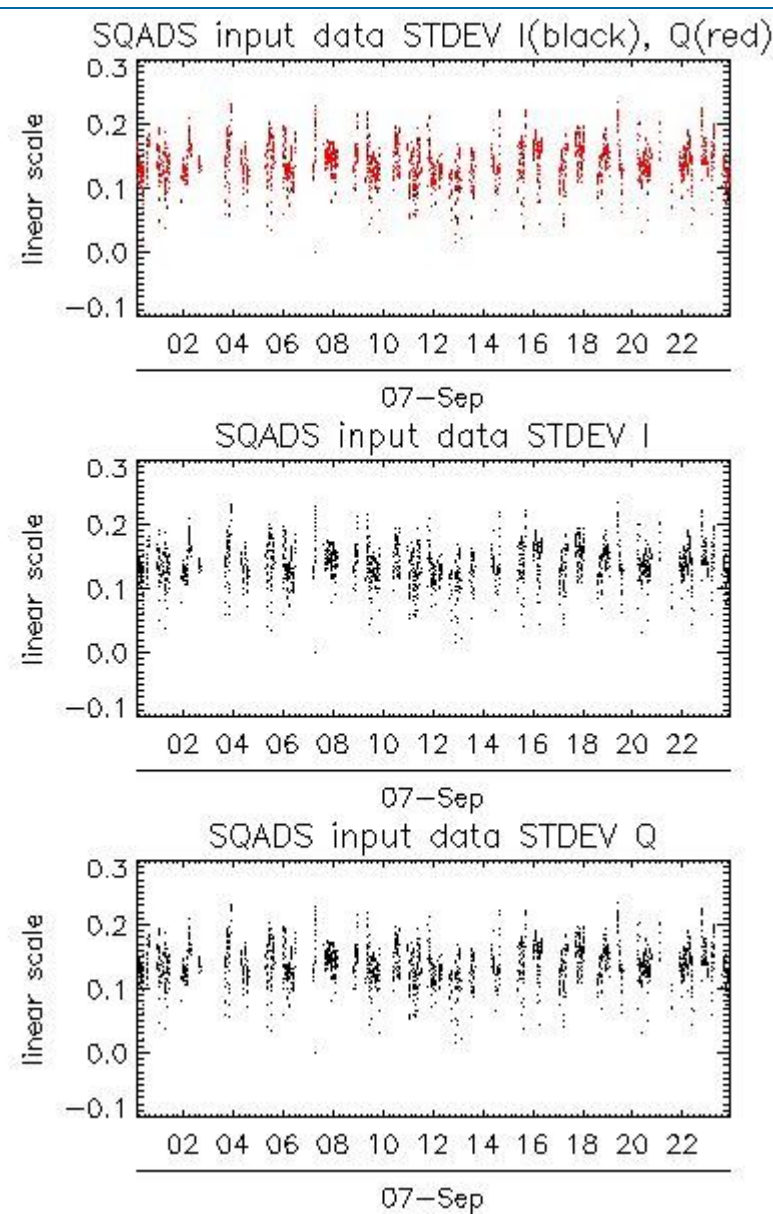 SQADS input data STDEV I(black), Q(red)
0.3
0.2
0.1
0.0
−0.1
linear scale
02 04 06 08 10 12 14 16 18 20 22
07−Sep
SQADS input data STDEV I
0.3
0.2
0.1
0.0
−0.1
linear scale
02 04 06 08 10 12 14 16 18 20 22
07−Sep
SQADS input data STDEV Q
0.3
0.2
0.1
0.0
−0.1
linear scale
02 04 06 08 10 12 14 16 18 20 22
07−Sep